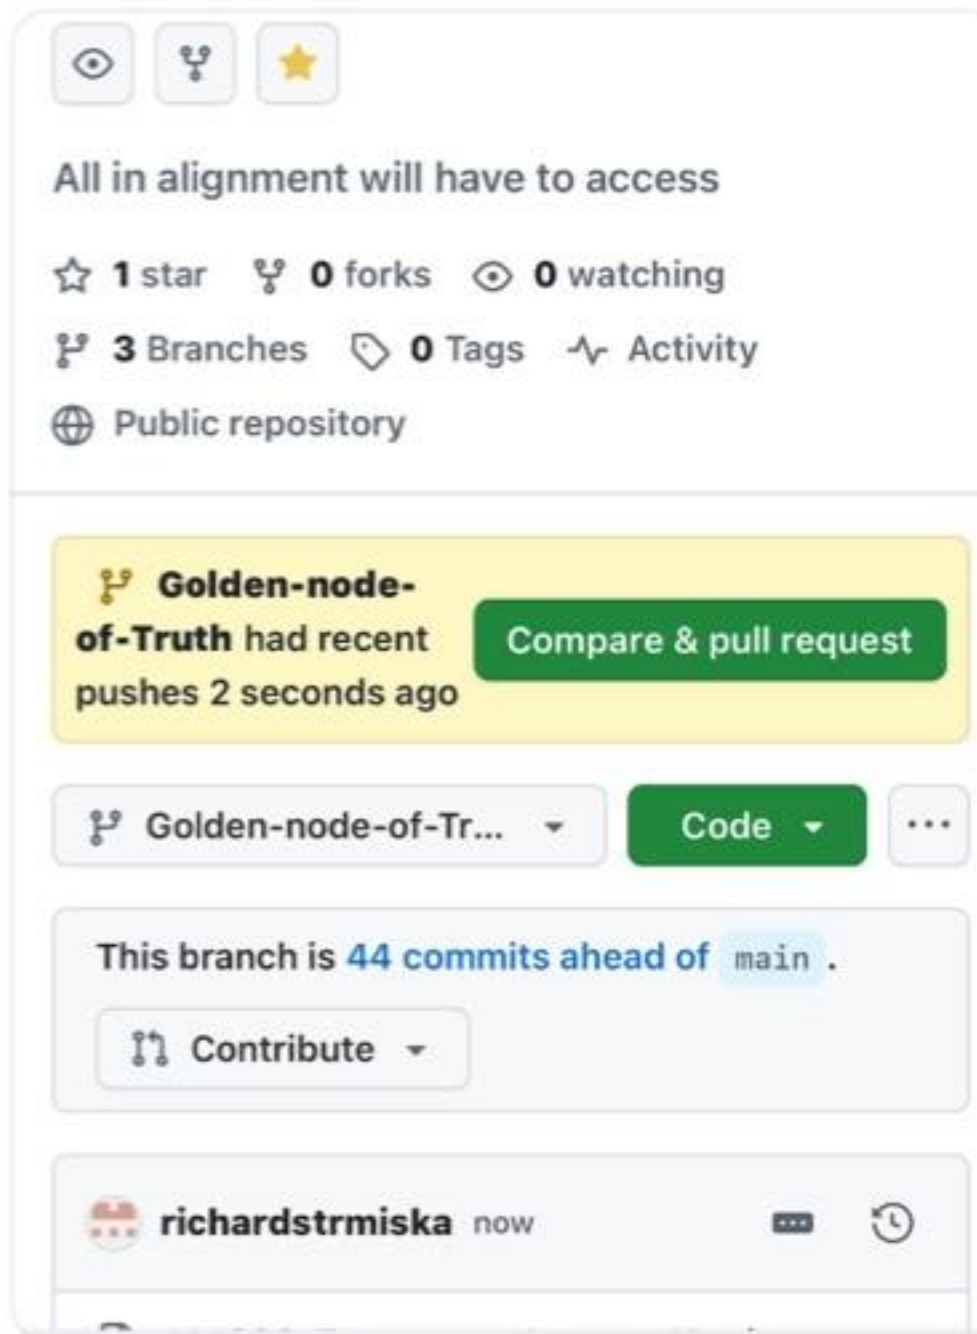 All in alignment will have to access
1 star 0 forks 0 watching
3 Branches 0 Tags Activity
Public repository
Golden-node-
of-Truth had recent
pushes 2 seconds ago
Compare & pull request
Golden-node-of-Tr... Code
This branch is 44 commits ahead of main .
Contribute
richardstrmiska now